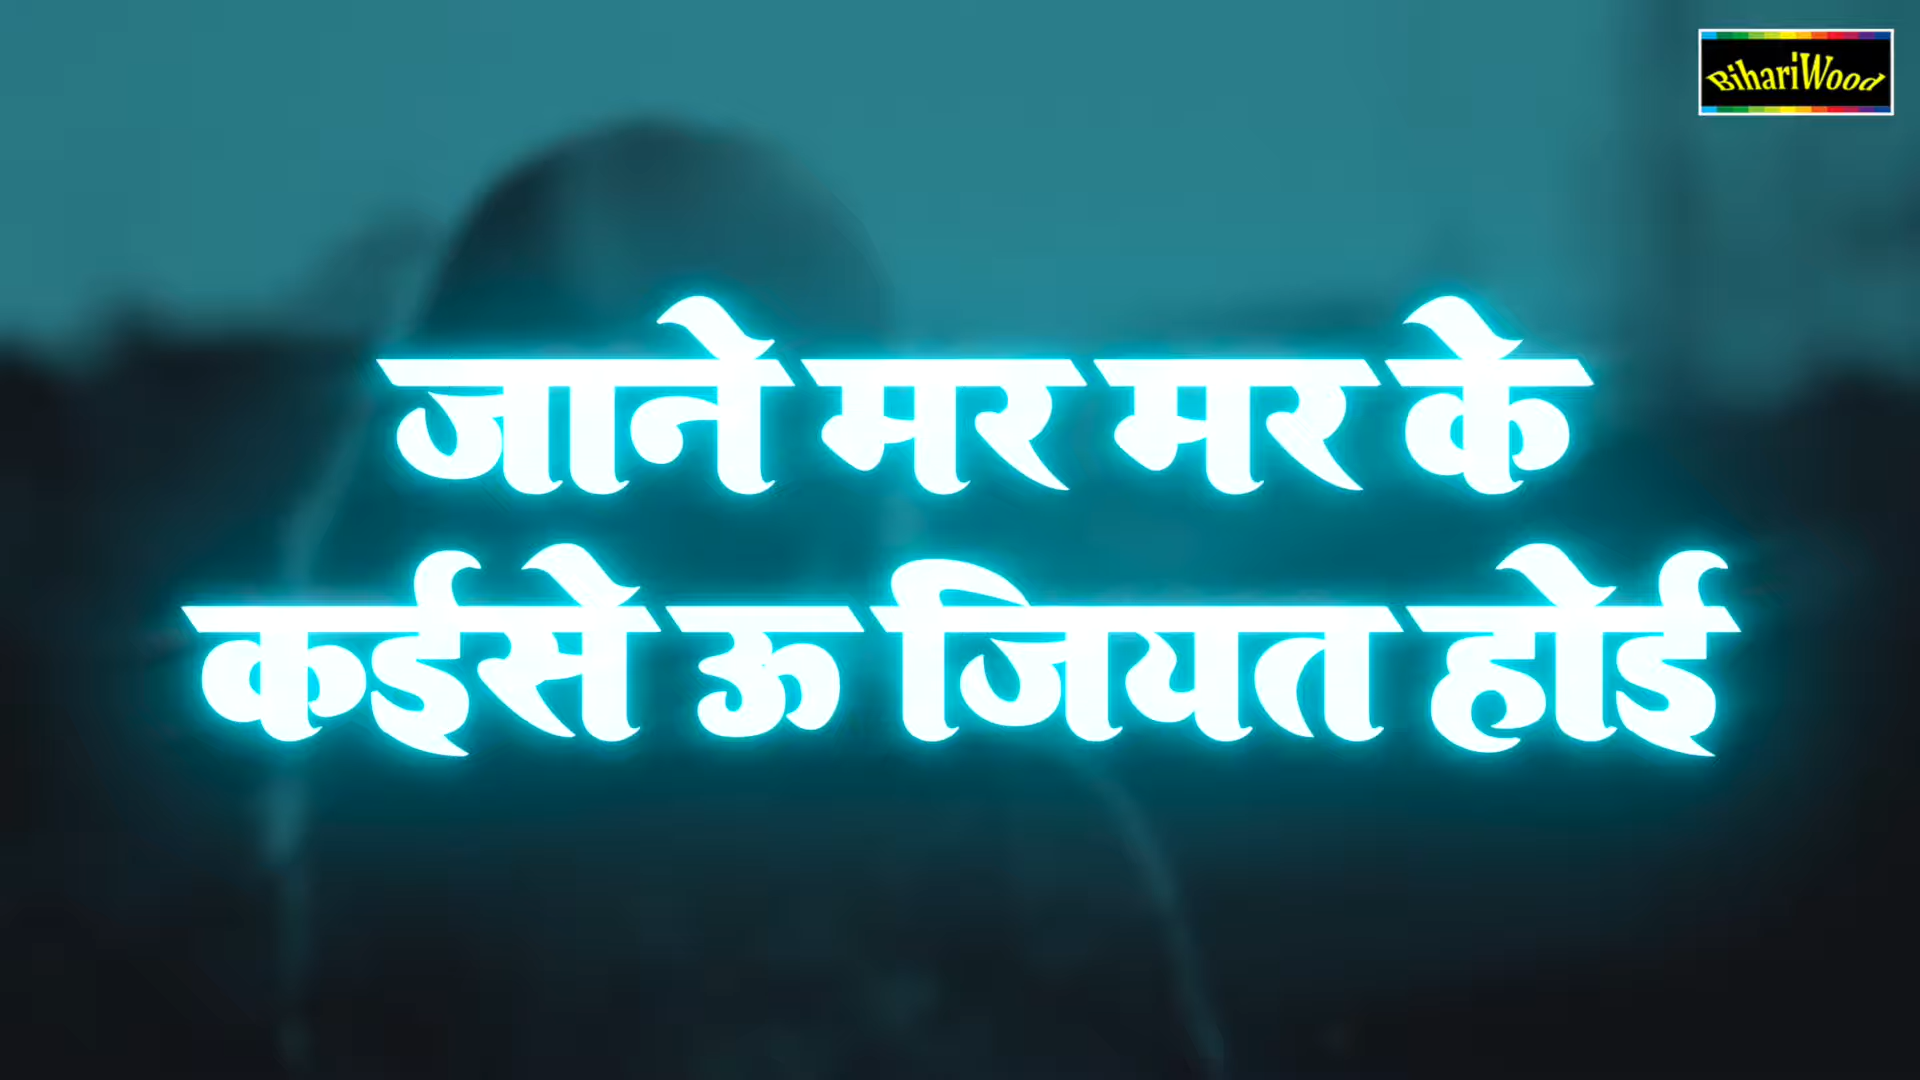 BihariWood
जाने मर मर के
कईसे ऊ जियत होई